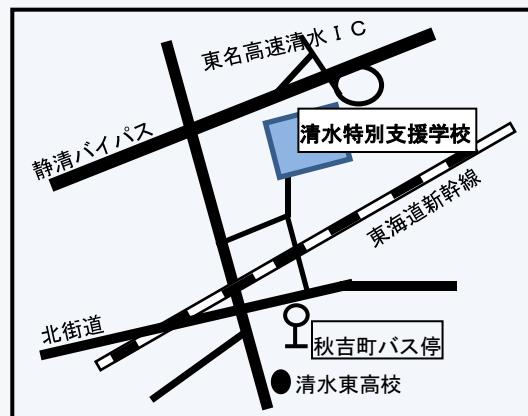 東名高速清水ＩＣ
静清バイパス
清水特別支援学校
東海道新幹線
北街道
秋吉町バス停
清水東高校